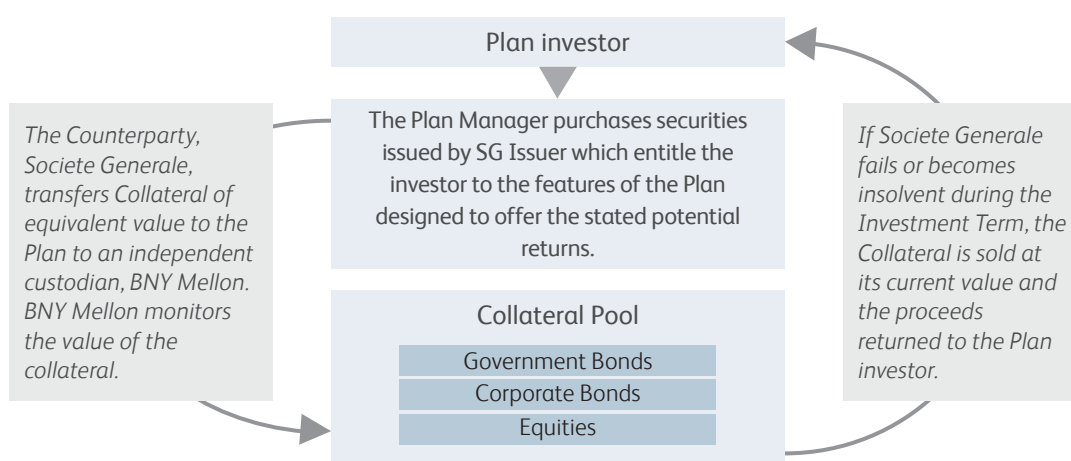 Plan investor
The Plan Manager purchases securities
issued by SG Issuer which entitle the
investor to the features of the Plan
designed to offer the stated potential
returns.
The Counterparty,
Societe Generale,
transfers Collateral of
equivalent value to the
Plan to an independent
custodian, BNY Mellon.
BNY Mellon monitors
the value of the
collateral.
Collateral Pool
Government Bonds
Corporate Bonds
Equities
If Societe Generale
fails or becomes
insolvent during the
Investment Term, the
Collateral is sold at
its current value and
the proceeds
returned to the Plan
investor.